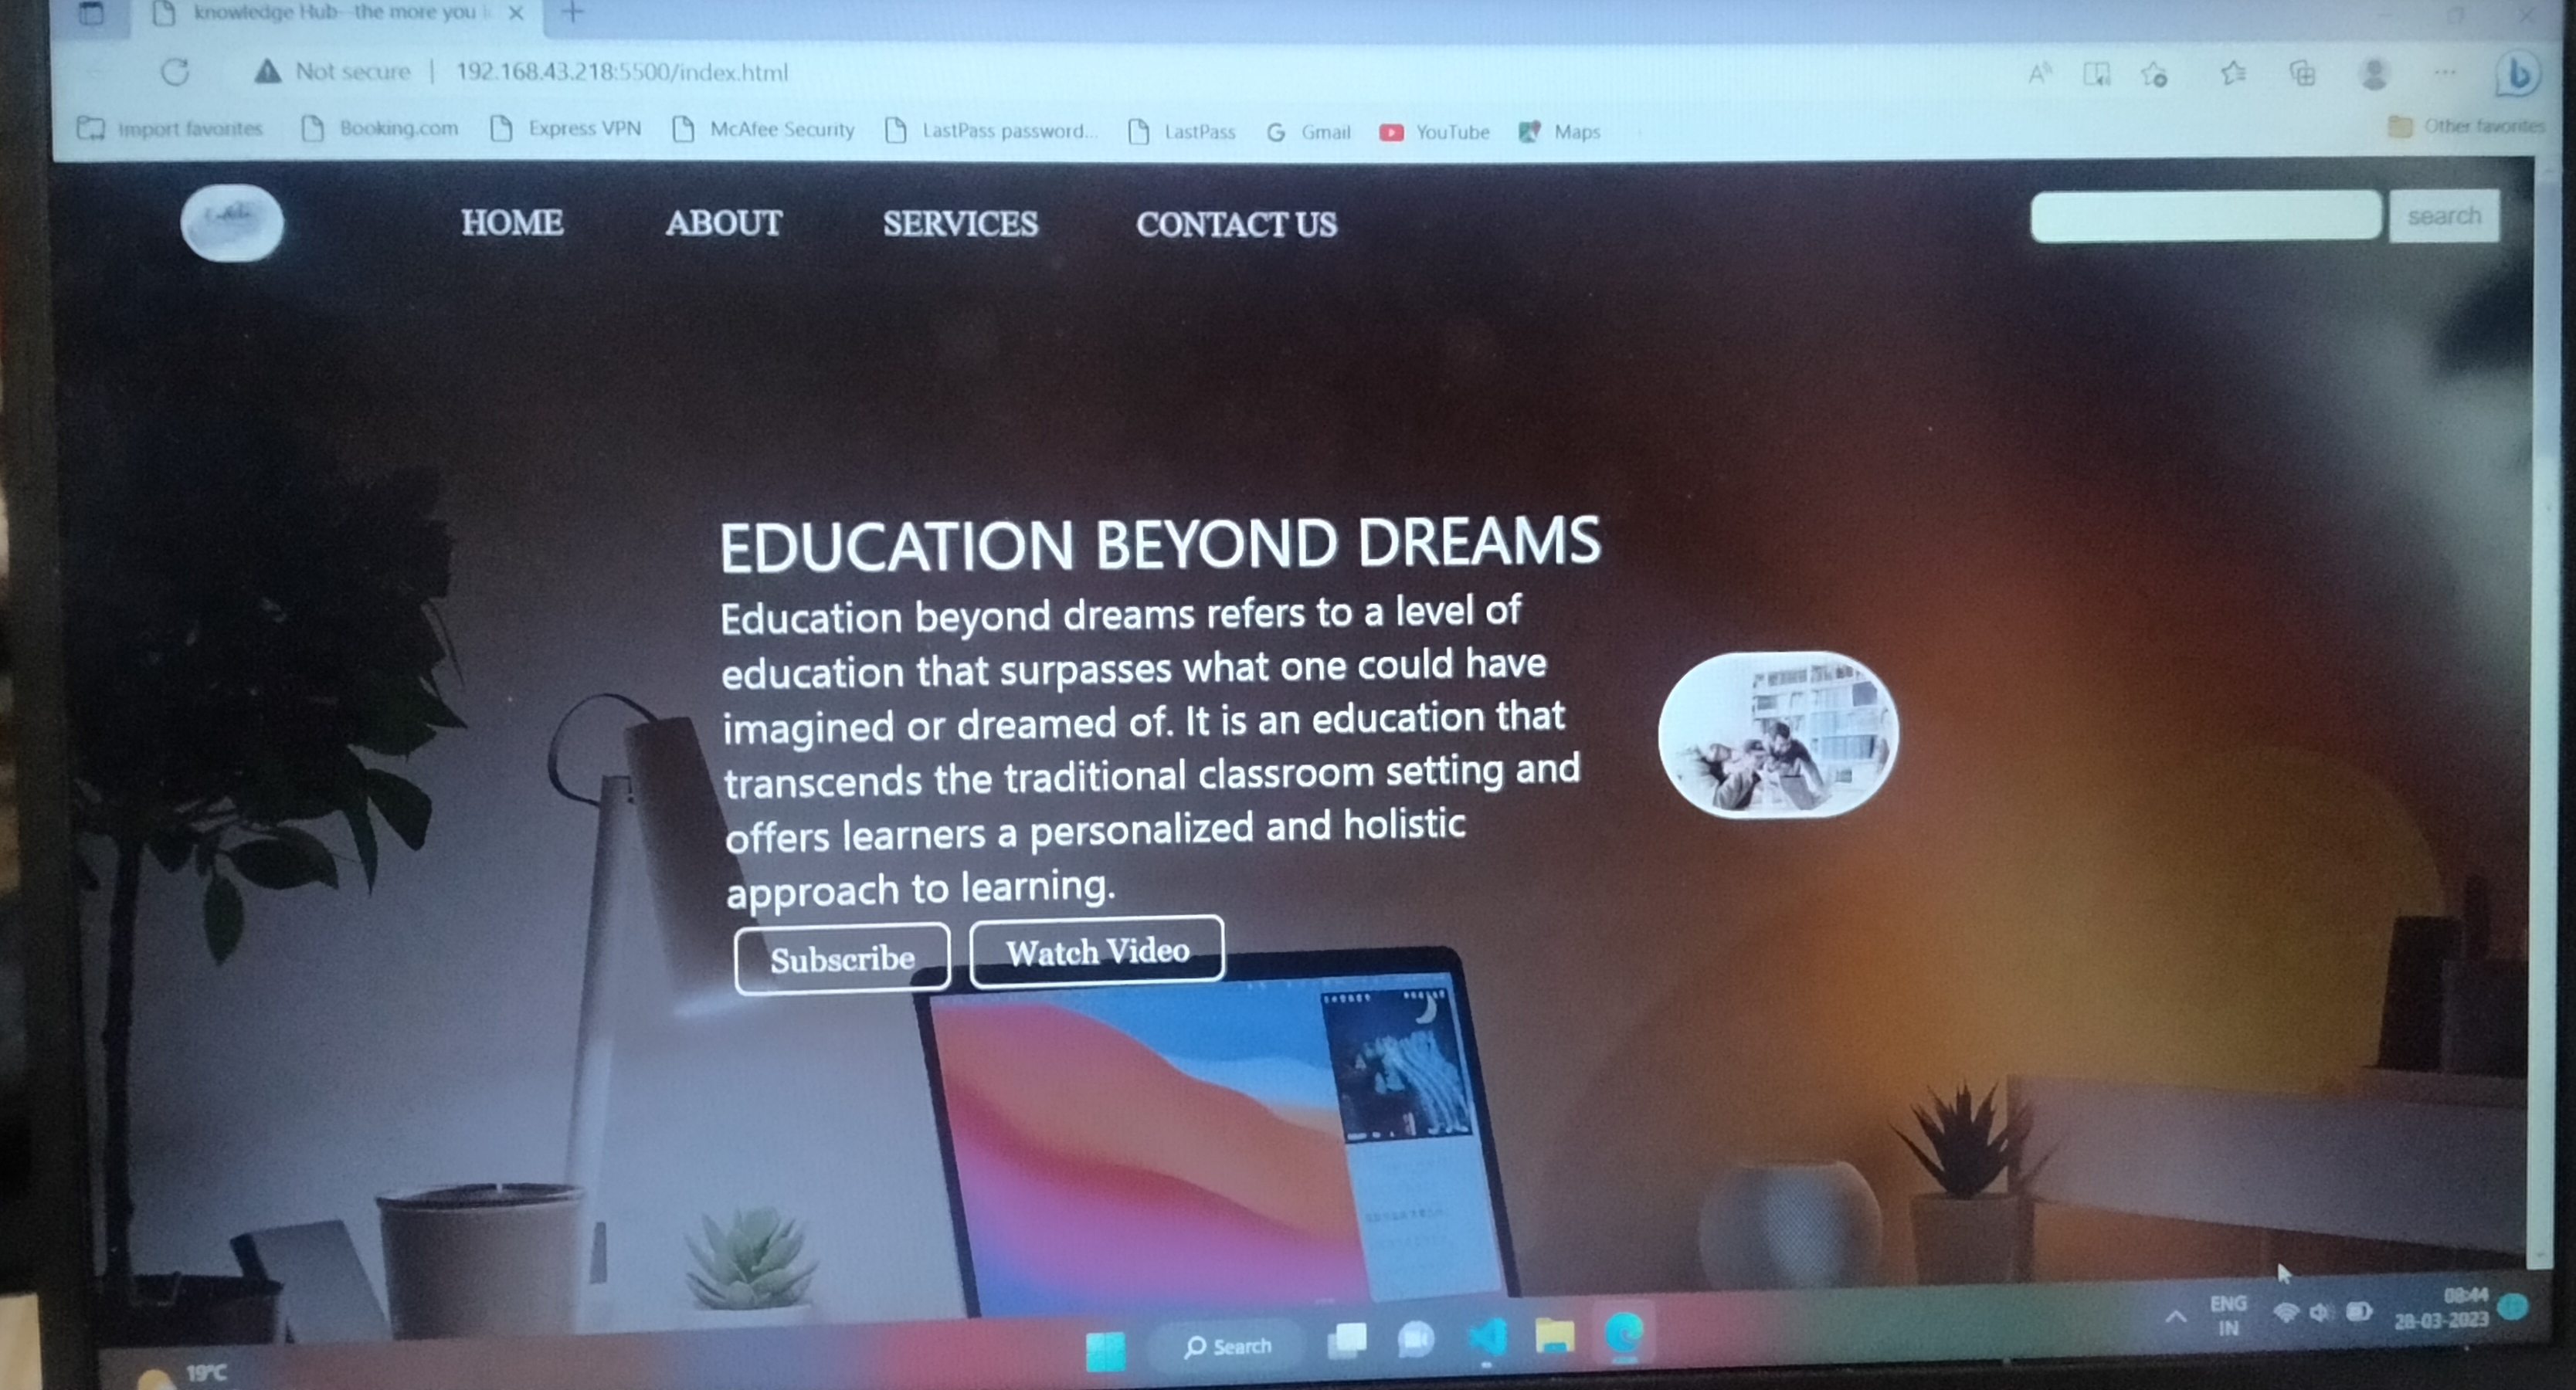 knowledge Hub--the more you
Not secure | 192.168.43.218:5500/index.html
Import favorites Booking.com Express VPN McAfee Security LastPass password... LastPass G Gmail YouTube Maps Other favorites
HOME ABOUT SERVICES CONTACT US search
EDUCATION BEYOND DREAMS
Education beyond dreams refers to a level of
education that surpasses what one could have
imagined or dreamed of. It is an education that
transcends the traditional classroom setting and
offers learners a personalized and holistic
approach to learning.
Subscribe Watch Video
19°C
Search
ENG
IN
08:44
28-03-2023